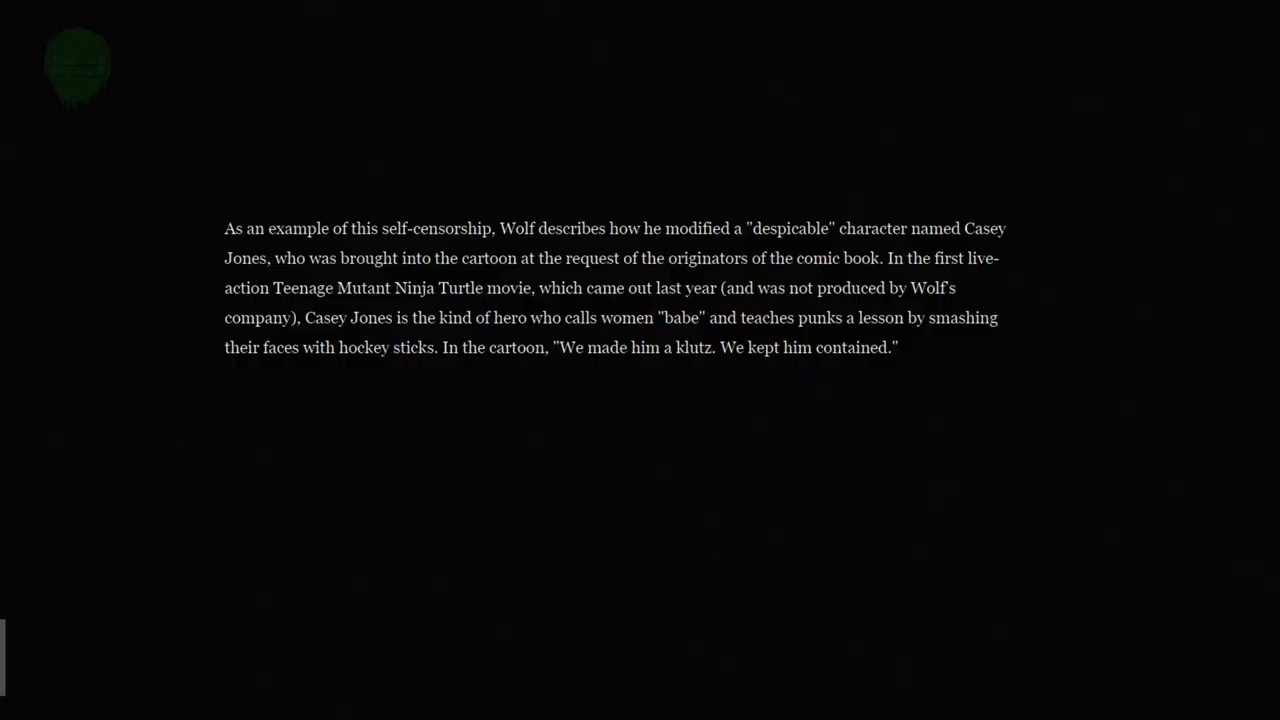 As an example of this self-censorship, Wolf describes how he modified a "despicable" character named Casey
Jones, who was brought into the cartoon at the request of the originators of the comic book. In the first live-
action Teenage Mutant Ninja Turtle movie, which came out last year (and was not produced by Wolf's
company), Casey Jones is the kind of hero who calls women "babe" and teaches punks a lesson by smashing
their faces with hockey sticks. In the cartoon, "We made him a klutz. We kept him contained."